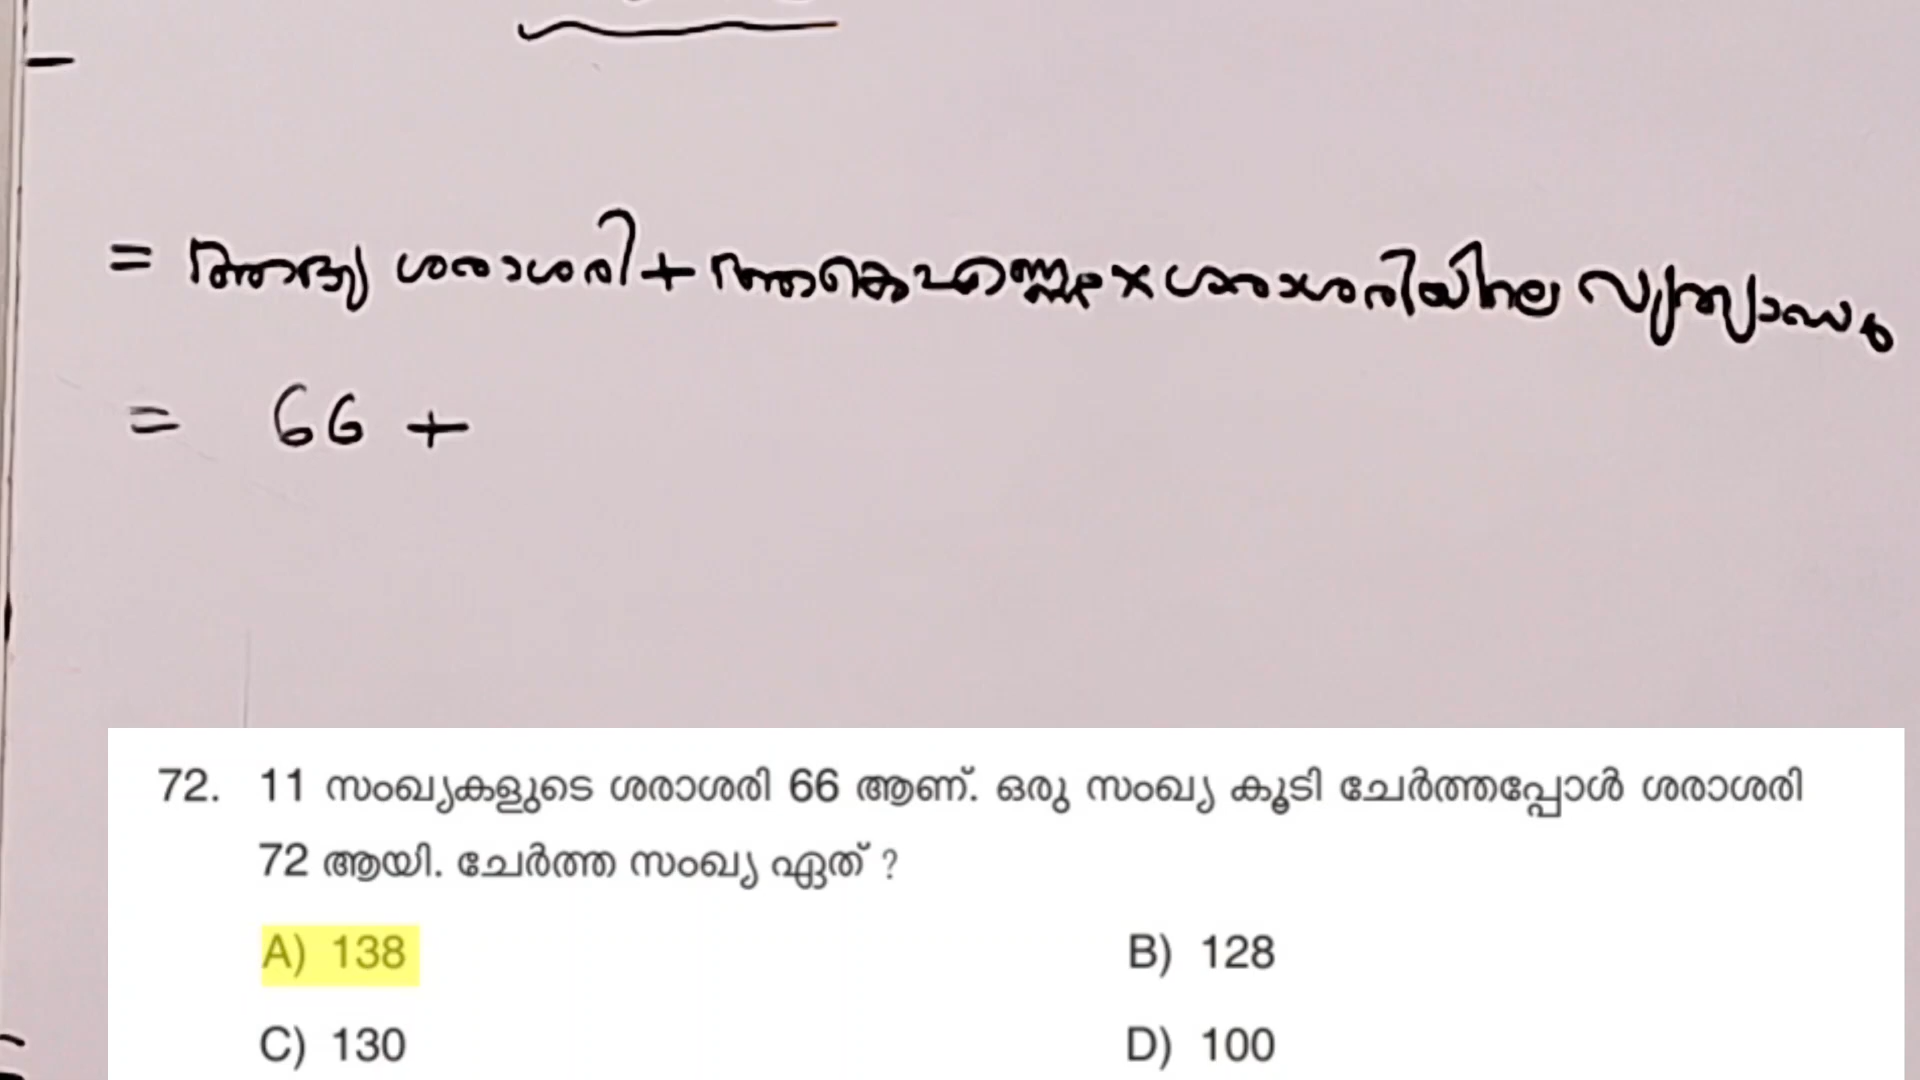 = ആദ്യ ശരാശരി + ആകെ എണ്ണം × ശരാശരിയിലെ വ്യത്യാസം
= 66 +
72. 11 സംഖ്യകളുടെ ശരാശരി 66 ആണ്. ഒരു സംഖ്യ കൂടി ചേർത്തപ്പോൾ ശരാശരി
72 ആയി. ചേർത്ത സംഖ്യ ഏത് ?
A) 138 B) 128
C) 130 D) 100